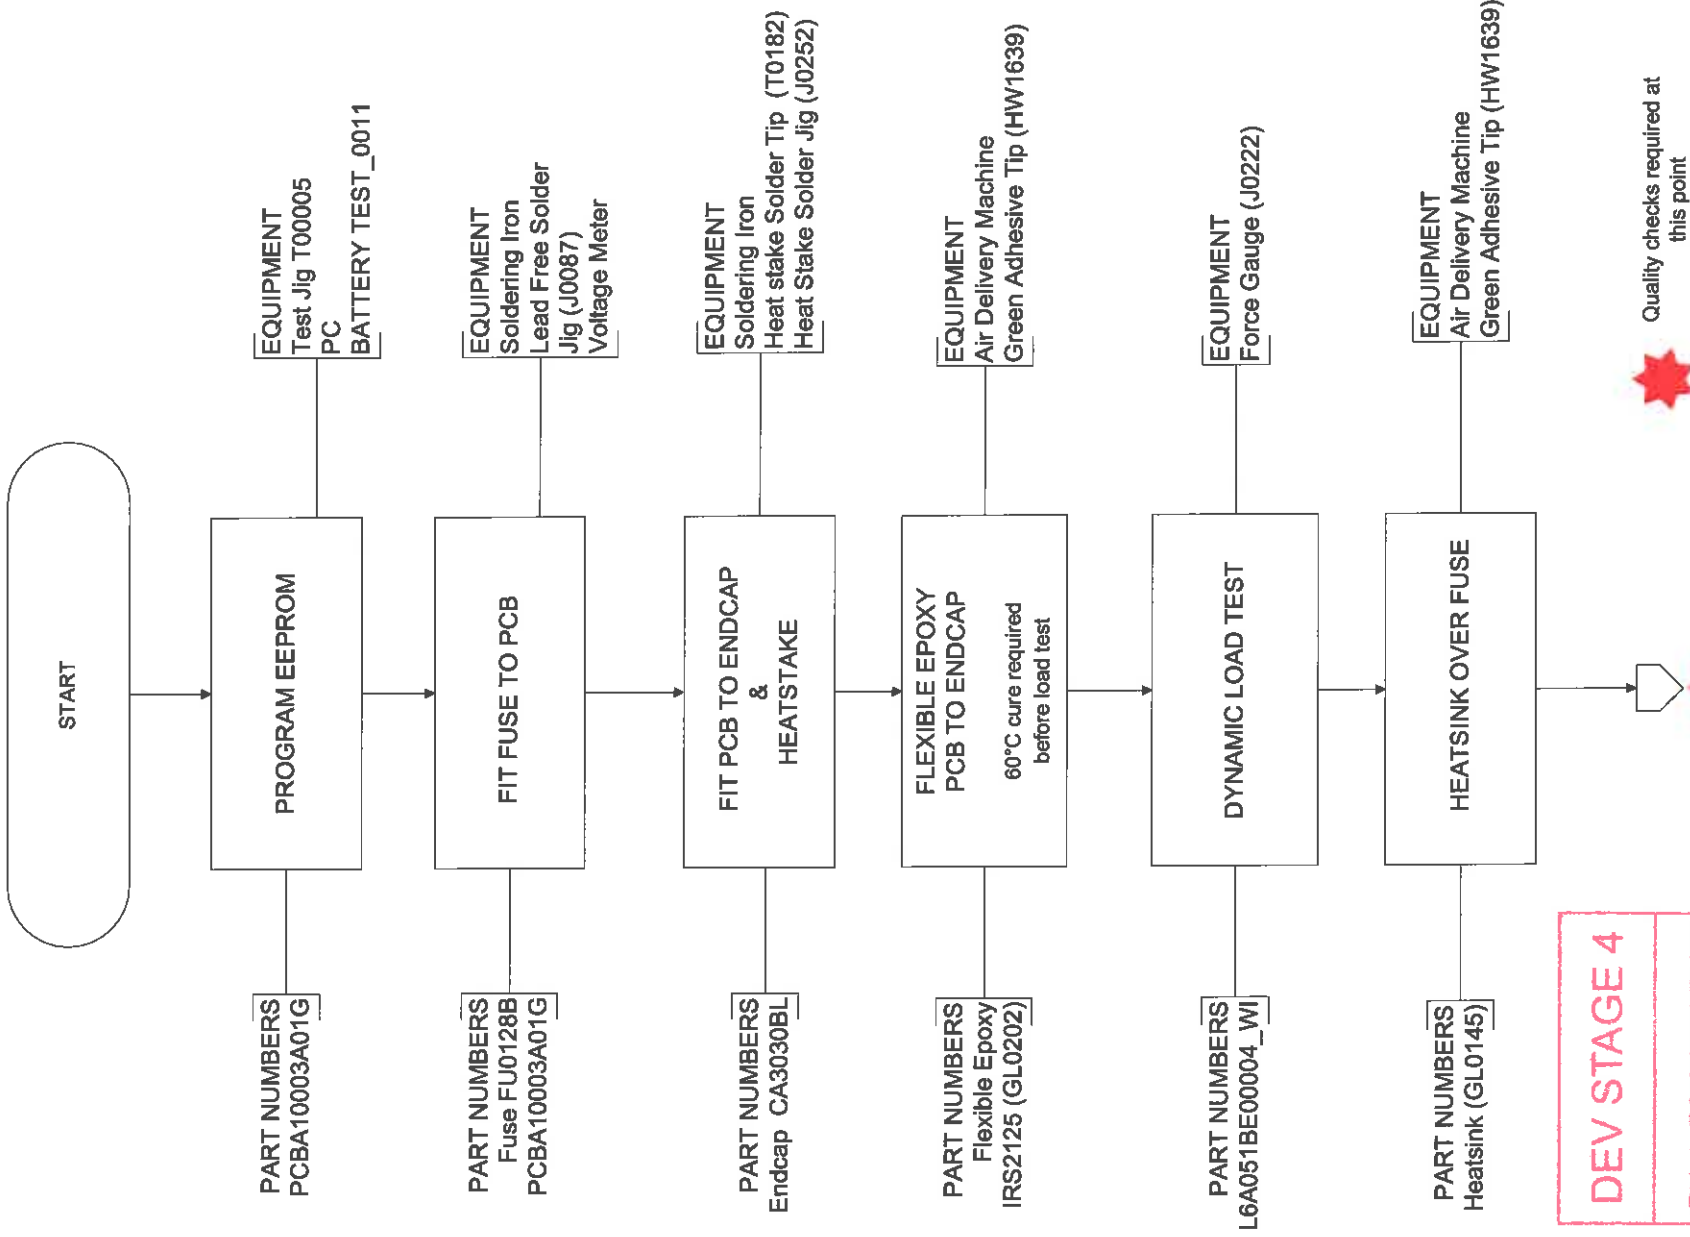 START
PROGRAM EEPROM
PART NUMBERS
PCBA10003A01G
EQUIPMENT
Test Jig T00005
PC
BATTERY TEST_0011
FIT FUSE TO PCB
PART NUMBERS
Fuse FU0128B
PCBA10003A01G
EQUIPMENT
Soldering Iron
Lead Free Solder
Jig (J0087)
Voltage Meter
FIT PCB TO ENDCAP
&
HEATSTAKE
PART NUMBERS
Endcap CA3030BL
EQUIPMENT
Soldering Iron
Heat stake Solder Tip (T0182)
Heat Stake Solder Jig (J0252)
FLEXIBLE EPOXY
PCB TO ENDCAP
60°C cure required
before load test
PART NUMBERS
Flexible Epoxy
IRS2125 (GL0202)
EQUIPMENT
Air Delivery Machine
Green Adhesive Tip (HW1639)
DYNAMIC LOAD TEST
PART NUMBERS
L6A051BE00004_WI
EQUIPMENT
Force Gauge (J0222)
HEATSINK OVER FUSE
PART NUMBERS
Heatsink (GL0145)
EQUIPMENT
Air Delivery Machine
Green Adhesive Tip (HW1639)
DEV STAGE 4
Quality checks required at
this point